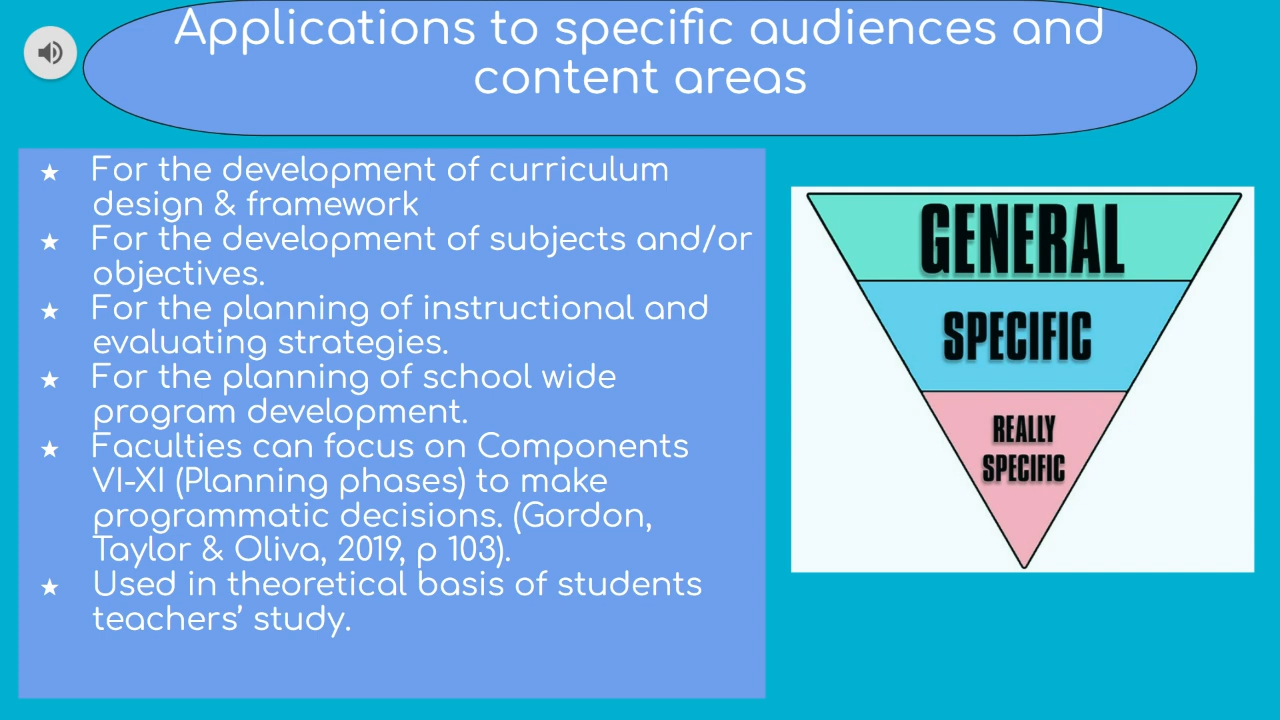 Applications to specific audiences and
content areas
★ For the development of curriculum
design & framework
★ For the development of subjects and/or
objectives.
★ For the planning of instructional and
evaluating strategies.
★ For the planning of school wide
program development.
★ Faculties can focus on Components
VI-XI (Planning phases) to make
programmatic decisions. (Gordon,
Taylor & Oliva, 2019, p 103).
★ Used in theoretical basis of students
teachers’ study.
GENERAL
SPECIFIC
REALLY
SPECIFIC